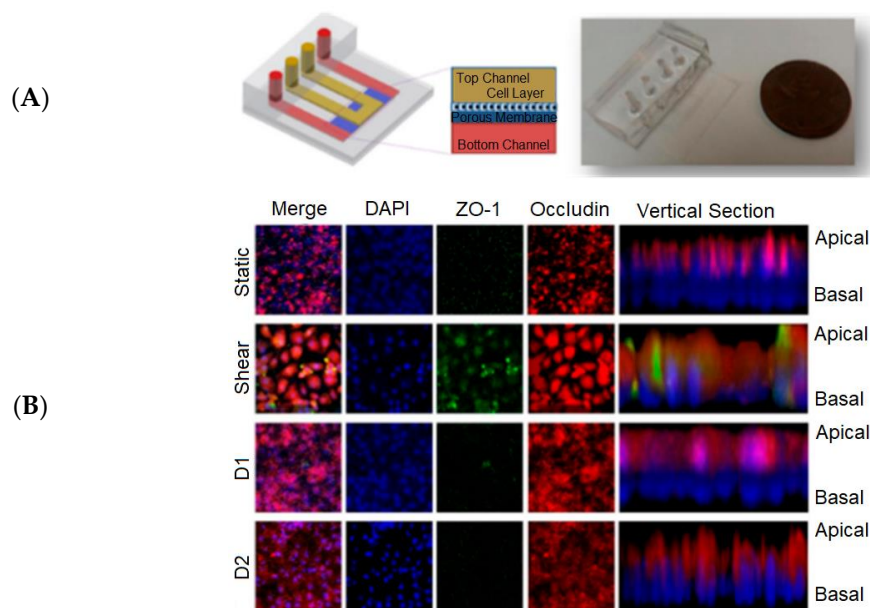 (A)
Top Channel
Cell Layer
Porous Membrane
Bottom Channel
(B)
Merge DAPI ZO-1 Occludin Vertical Section
Static
Apical
Basal
Shear
Apical
Basal
D1
Apical
Basal
D2
Apical
Basal